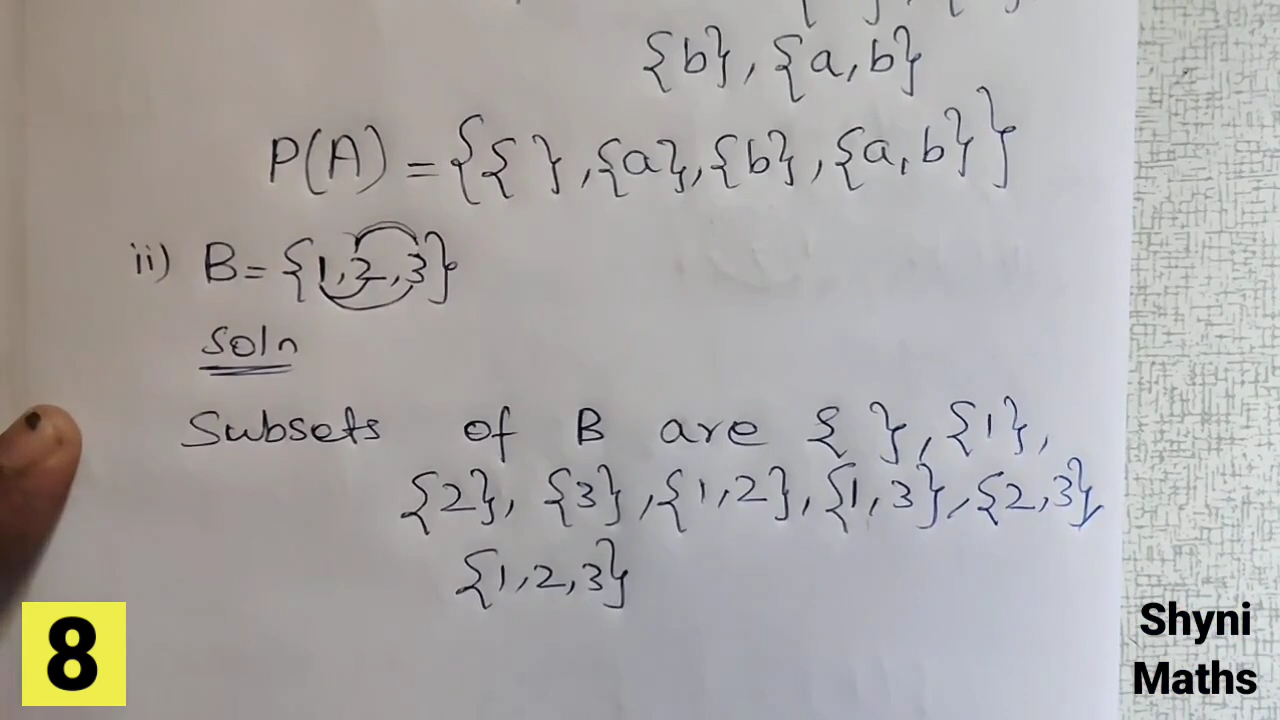 {b}, {a, b}
P(A) = {{ }, {a}, {b}, {a, b}}
ii) B = {1, 2, 3}
Soln
Subsets of B are { }, {1},
{2}, {3}, {1, 2}, {1, 3}, {2, 3},
{1, 2, 3}
8
Shyni
Maths